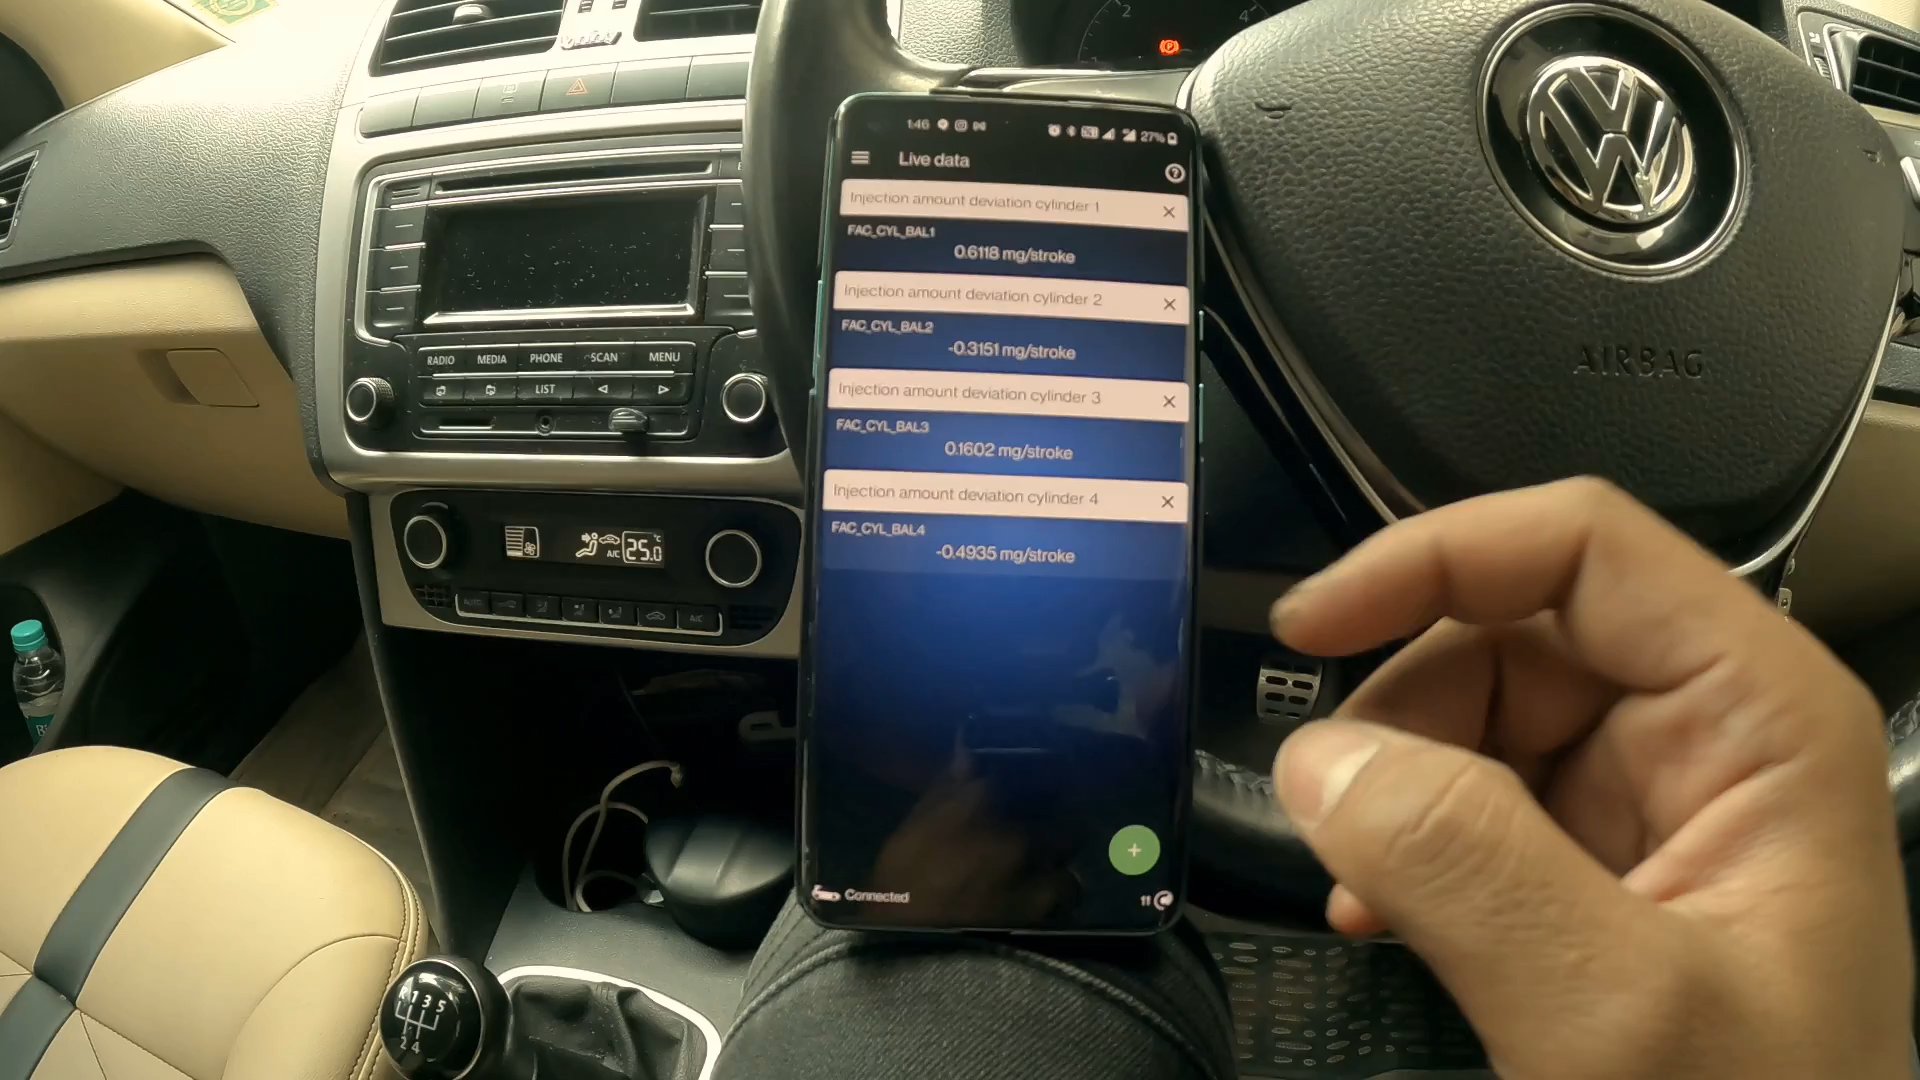 1:46
27%
Live data
Injection amount deviation cylinder 1
FAC_CYL_BAL1
0.6118 mg/stroke
Injection amount deviation cylinder 2
FAC_CYL_BAL2
-0.3151 mg/stroke
Injection amount deviation cylinder 3
FAC_CYL_BAL3
0.1602 mg/stroke
Injection amount deviation cylinder 4
FAC_CYL_BAL4
-0.4935 mg/stroke
+
Connected
11
RADIO MEDIA PHONE SCAN MENU
LIST
A/C 25.0 °C
AUTO A/C
AIRBAG
2 4
R 1 3 5
2 4